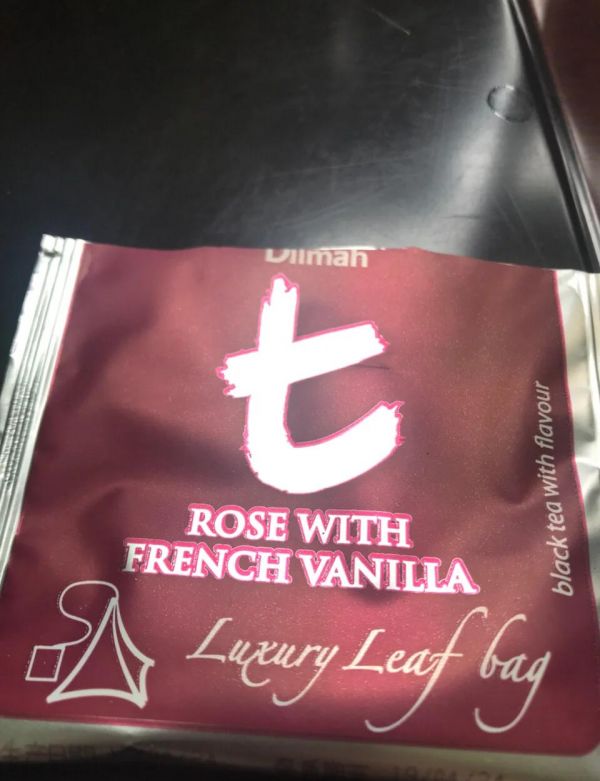 Dilmah
t
ROSE WITH
FRENCH VANILLA
black tea with flavour
Luxury Leaf bag